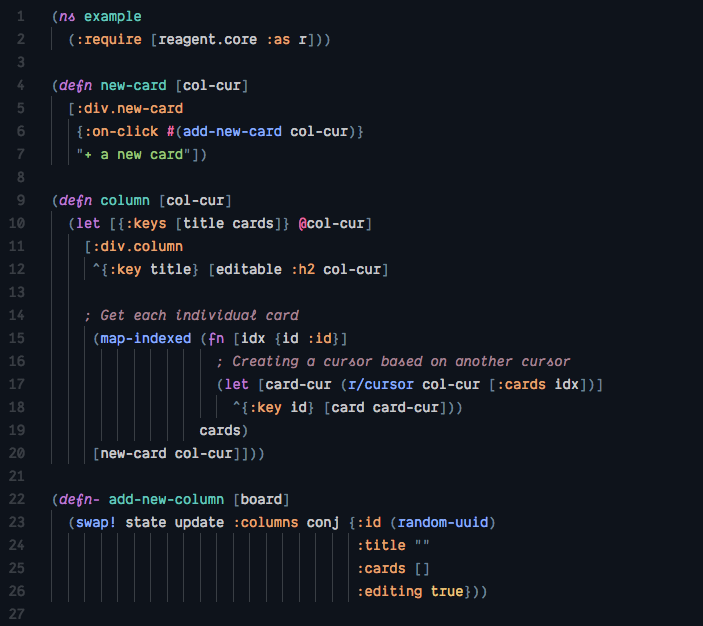 1 (ns example
2 (:require [reagent.core :as r]))
3
4 (defn new-card [col-cur]
5 [:div.new-card
6 {:on-click #(add-new-card col-cur)}
7 "+ a new card"])
8
9 (defn column [col-cur]
10 (let [{:keys [title cards]} @col-cur]
11 [:div.column
12 ^{:key title} [editable :h2 col-cur]
13
14 ; Get each individual card
15 (map-indexed (fn [idx {id :id}]
16 ; Creating a cursor based on another cursor
17 (let [card-cur (r/cursor col-cur [:cards idx])]
18 ^{:key id} [card card-cur]))
19 cards)
20 [new-card col-cur]]))
21
22 (defn- add-new-column [board]
23 (swap! state update :columns conj {:id (random-uuid)
24 :title ""
25 :cards []
26 :editing true}))
27